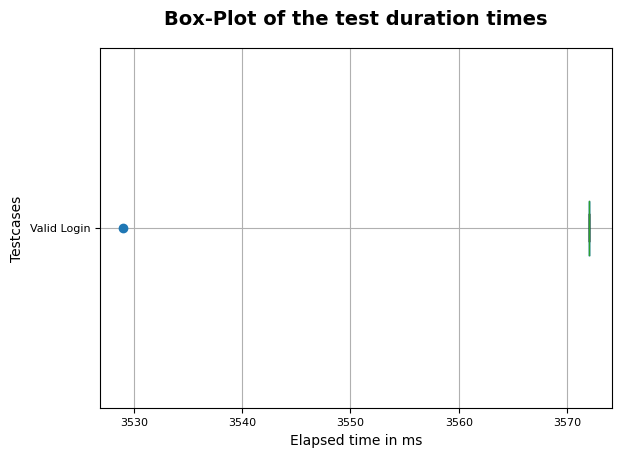 Box-Plot of the test duration times
Testcases
Valid Login
3530 3540 3550 3560 3570
Elapsed time in ms